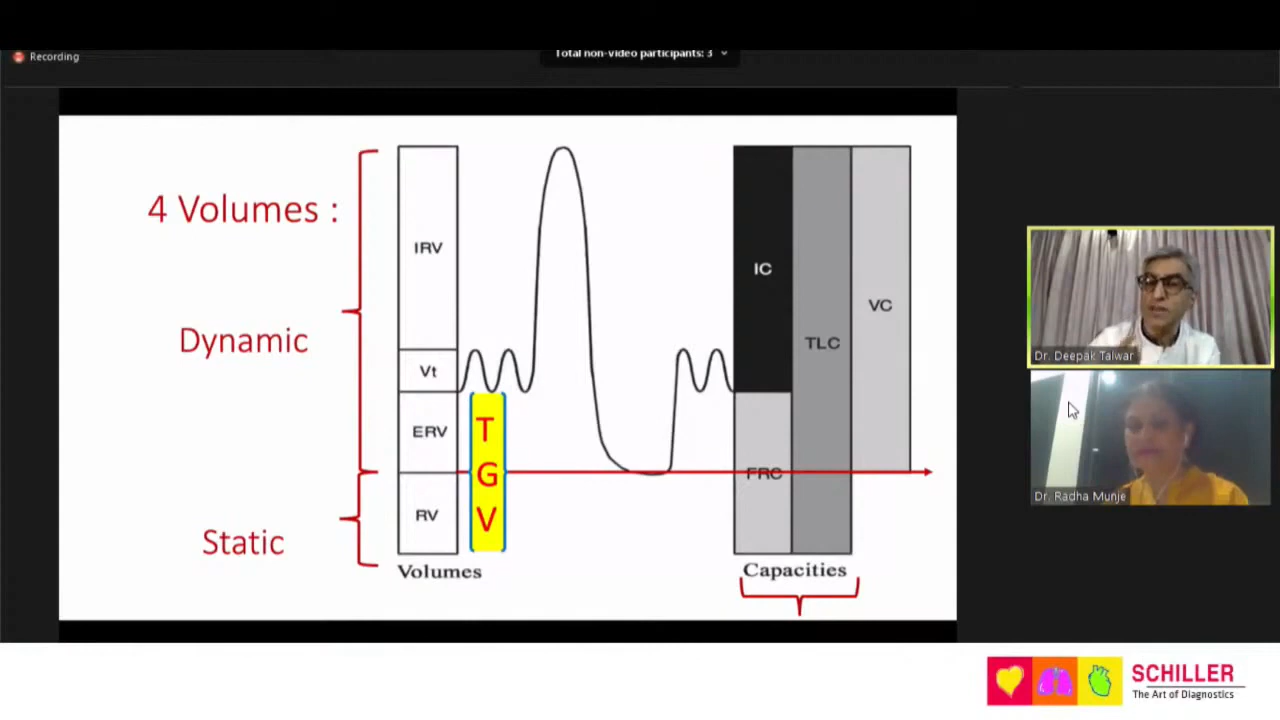 Recording
Total non-video participants: 3
4 Volumes :
Dynamic
Static
IRV
Vt
ERV
RV
Volumes
T
G
V
IC
FRC
TLC
VC
Capacities
Dr. Deepak Talwar
Dr. Radha Munje
SCHILLER
The Art of Diagnostics